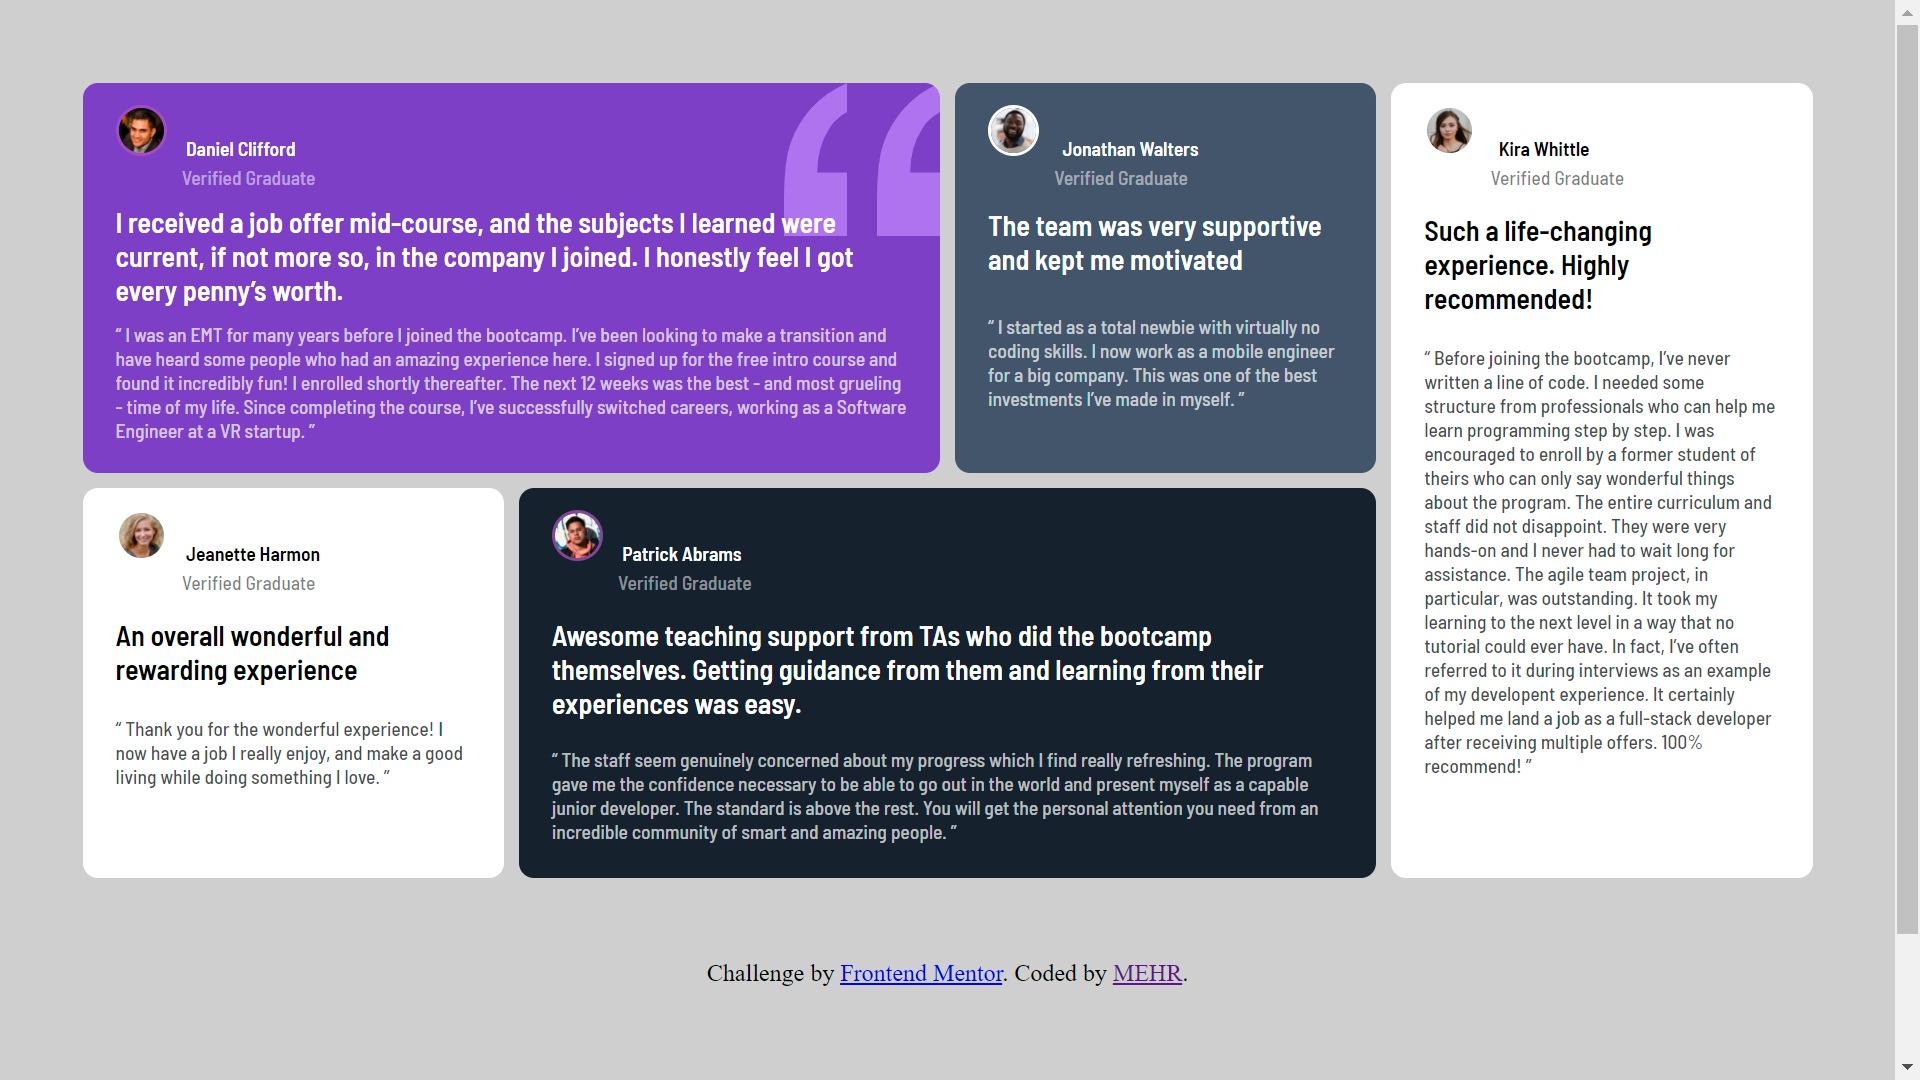 Daniel Clifford
Verified Graduate
I received a job offer mid-course, and the subjects I learned were
current, if not more so, in the company I joined. I honestly feel I got
every penny’s worth.
“ I was an EMT for many years before I joined the bootcamp. I’ve been looking to make a transition and
have heard some people who had an amazing experience here. I signed up for the free intro course and
found it incredibly fun! I enrolled shortly thereafter. The next 12 weeks was the best - and most grueling
- time of my life. Since completing the course, I’ve successfully switched careers, working as a Software
Engineer at a VR startup. ”
Jonathan Walters
Verified Graduate
The team was very supportive
and kept me motivated
“ I started as a total newbie with virtually no
coding skills. I now work as a mobile engineer
for a big company. This was one of the best
investments I’ve made in myself. ”
Kira Whittle
Verified Graduate
Such a life-changing
experience. Highly
recommended!
“ Before joining the bootcamp, I’ve never
written a line of code. I needed some
structure from professionals who can help me
learn programming step by step. I was
encouraged to enroll by a former student of
theirs who can only say wonderful things
about the program. The entire curriculum and
staff did not disappoint. They were very
hands-on and I never had to wait long for
assistance. The agile team project, in
particular, was outstanding. It took my
learning to the next level in a way that no
tutorial could ever have. In fact, I’ve often
referred to it during interviews as an example
of my developent experience. It certainly
helped me land a job as a full-stack developer
after receiving multiple offers. 100%
recommend! ”
Jeanette Harmon
Verified Graduate
An overall wonderful and
rewarding experience
“ Thank you for the wonderful experience! I
now have a job I really enjoy, and make a good
living while doing something I love. ”
Patrick Abrams
Verified Graduate
Awesome teaching support from TAs who did the bootcamp
themselves. Getting guidance from them and learning from their
experiences was easy.
“ The staff seem genuinely concerned about my progress which I find really refreshing. The program
gave me the confidence necessary to be able to go out in the world and present myself as a capable
junior developer. The standard is above the rest. You will get the personal attention you need from an
incredible community of smart and amazing people. ”
Challenge by Frontend Mentor. Coded by MEHR.